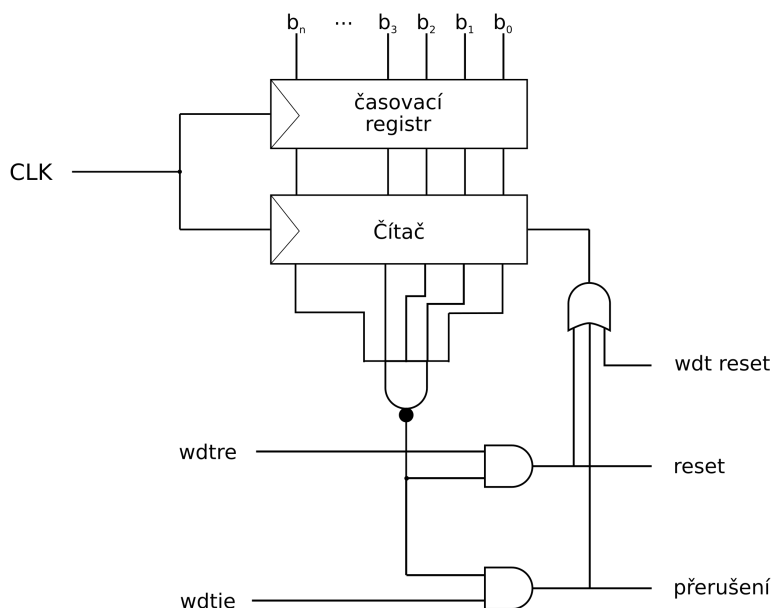 bn ... b3 b2 b1 b0
časovací
registr
CLK
Čítač
wdt reset
wdtre
reset
přerušení
wdtie